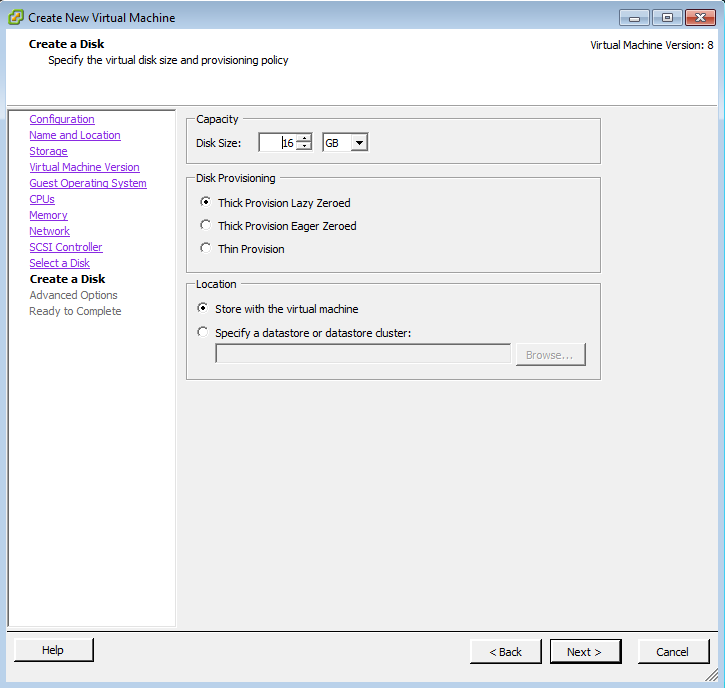 Create New Virtual Machine
Create a Disk
Specify the virtual disk size and provisioning policy
Virtual Machine Version: 8
Configuration
Name and Location
Storage
Virtual Machine Version
Guest Operating System
CPUs
Memory
Network
SCSI Controller
Select a Disk
Create a Disk
Advanced Options
Ready to Complete
Capacity
Disk Size: 16 GB
Disk Provisioning
Thick Provision Lazy Zeroed
Thick Provision Eager Zeroed
Thin Provision
Location
Store with the virtual machine
Specify a datastore or datastore cluster:
Browse...
Help
< Back
Next >
Cancel